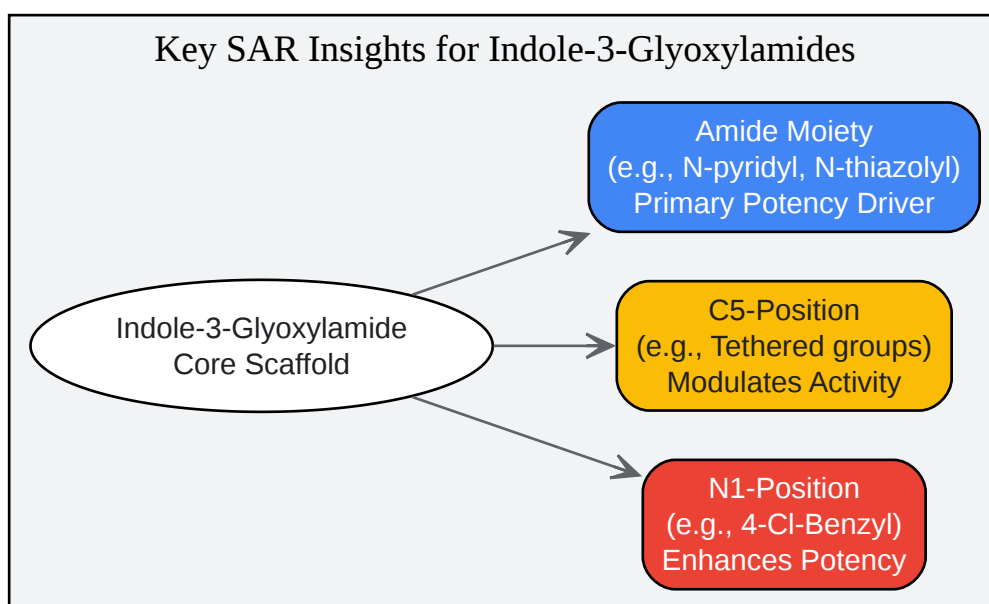 Key SAR Insights for Indole-3-Glyoxylamides
Amide Moiety
(e.g., N-pyridyl, N-thiazolyl)
Primary Potency Driver
Indole-3-Glyoxylamide
Core Scaffold
C5-Position
(e.g., Tethered groups)
Modulates Activity
N1-Position
(e.g., 4-Cl-Benzyl)
Enhances Potency